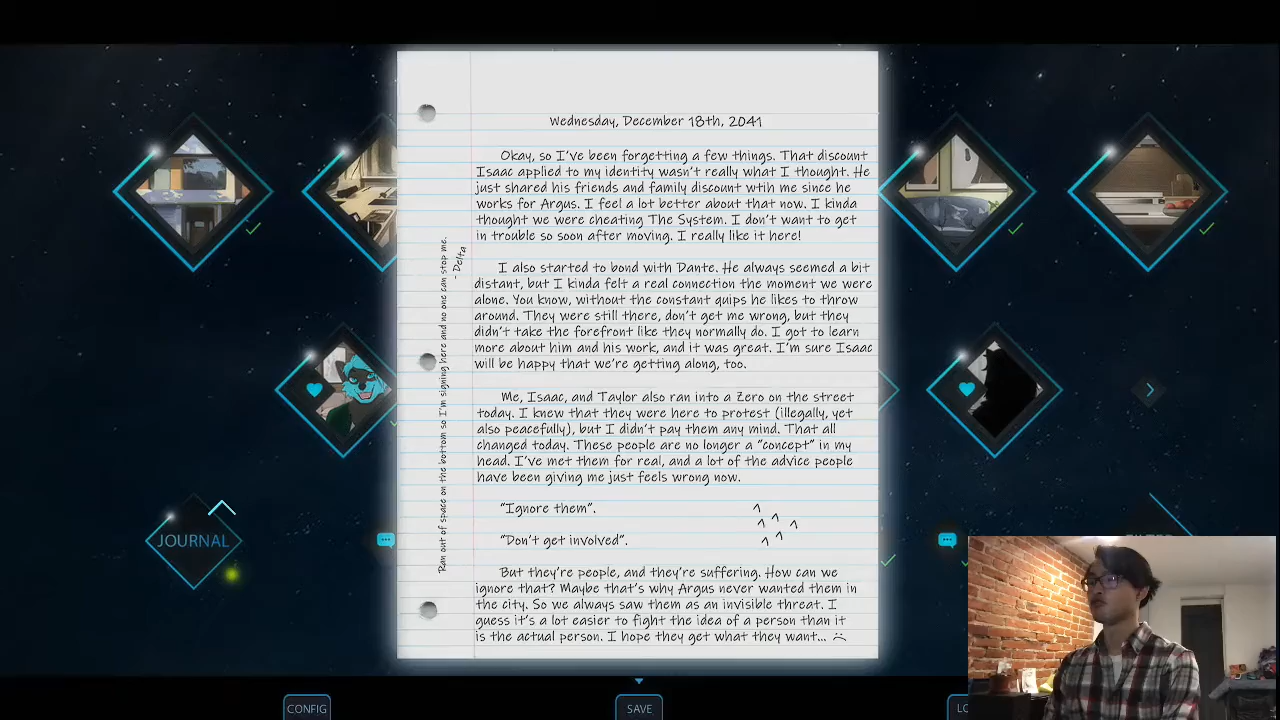 Wednesday, December 18th, 2041
Okay, so I've been forgetting a few things. That discount
Isaac applied to my identity wasn't really what I thought. He
just shared his friends and family discount wtih me since he
works for Argus. I feel a lot better about that now. I kinda
thought we were cheating The System. I don't want to get
in trouble so soon after moving. I really like it here!
I also started to bond with Dante. He always seemed a bit
distant, but I kinda felt a real connection the moment we were
alone. You know, without the constant quips he likes to throw
around. They were still there, don't get me wrong, but they
didn't take the forefront like they normally do. I got to learn
more about him and his work, and it was great. I'm sure Isaac
will be happy that we're getting along, too.
Me, Isaac, and Taylor also ran into a Zero on the street
today. I knew that they were here to protest (illegally, yet
also peacefully), but I didn't pay them any mind. That all
changed today. These people are no longer a "concept" in my
head. I've met them for real, and a lot of the advice people
have been giving me just feels wrong now.
"Ignore them".
"Don't get involved".
But they're people, and they're suffering. How can we
ignore that? Maybe that's why Argus never wanted them in
the city. So we always saw them as an invisible threat. I
guess it's a lot easier to fight the idea of a person than it
is the actual person. I hope they get what they want... :(
Ran out of space on the bottom so I'm signing here and no one can stop me.
- Delta
JOURNAL
CONFIG
SAVE